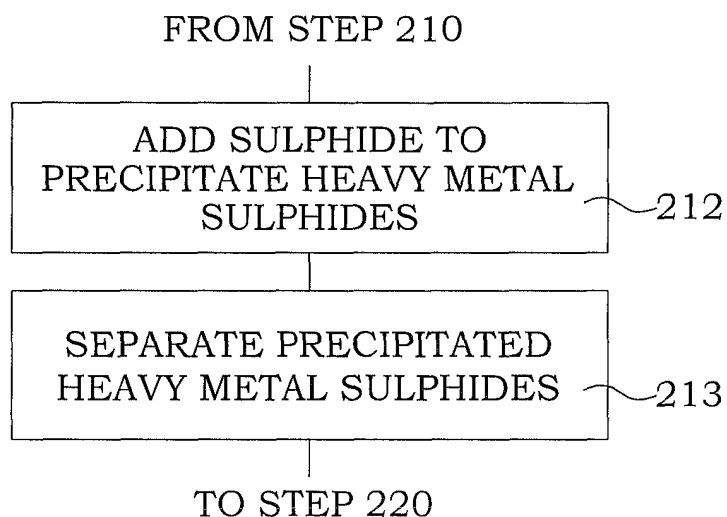 FROM STEP 210
ADD SULPHIDE TO
PRECIPITATE HEAVY METAL
SULPHIDES
212
SEPARATE PRECIPITATED
HEAVY METAL SULPHIDES
213
TO STEP 220